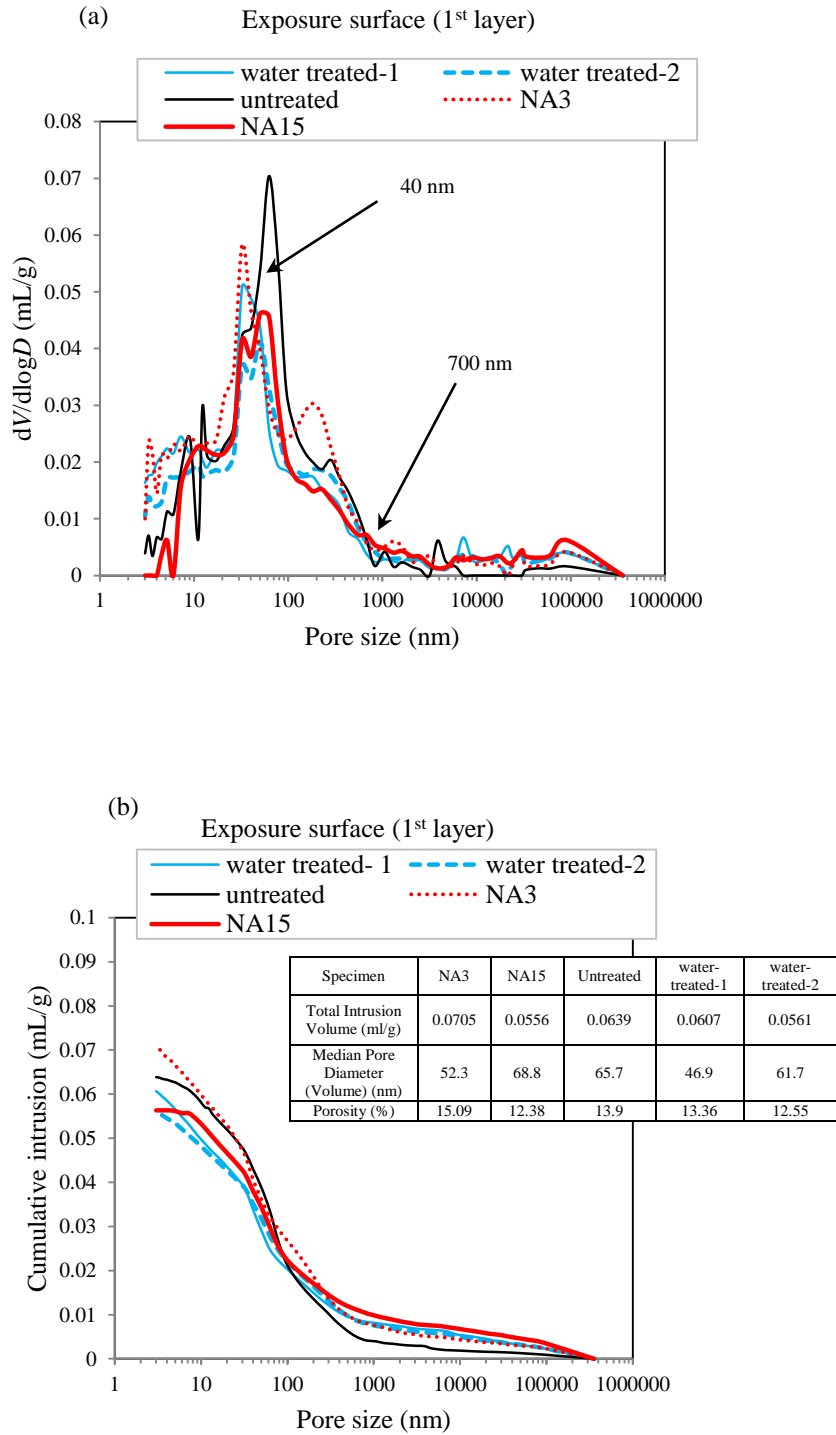 (a)
Exposure surface (1st layer)
water treated-1 water treated-2
untreated NA3
NA15
0.08
0.07
0.06
0.05
0.04
0.03
0.02
0.01
0
dV/dlogD (mL/g)
40 nm
700 nm
1 10 100 1000 10000 100000 1000000
Pore size (nm)
(b)
Exposure surface (1st layer)
water treated- 1 water treated-2
untreated NA3
NA15
0.1
0.09
0.08
0.07
0.06
0.05
0.04
0.03
0.02
0.01
0
Cumulative intrusion (mL/g)
Specimen NA3 NA15 Untreated water-treated-1 water-treated-2
Total Intrusion Volume (ml/g) 0.0705 0.0556 0.0639 0.0607 0.0561
Median Pore Diameter (Volume) (nm) 52.3 68.8 65.7 46.9 61.7
Porosity (%) 15.09 12.38 13.9 13.36 12.55
1 10 100 1000 10000 100000 1000000
Pore size (nm)